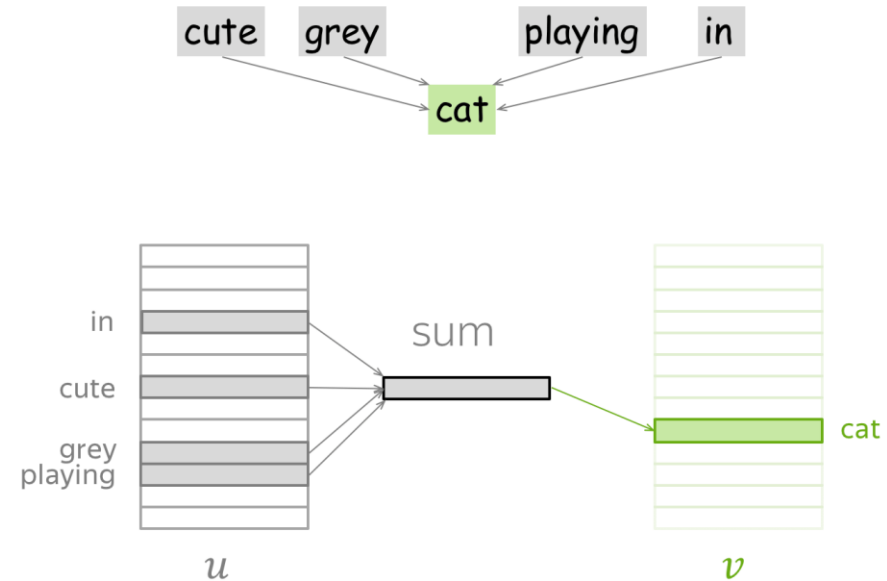 cute grey playing in
cat
in
sum
cute
cat
grey
playing
u
v